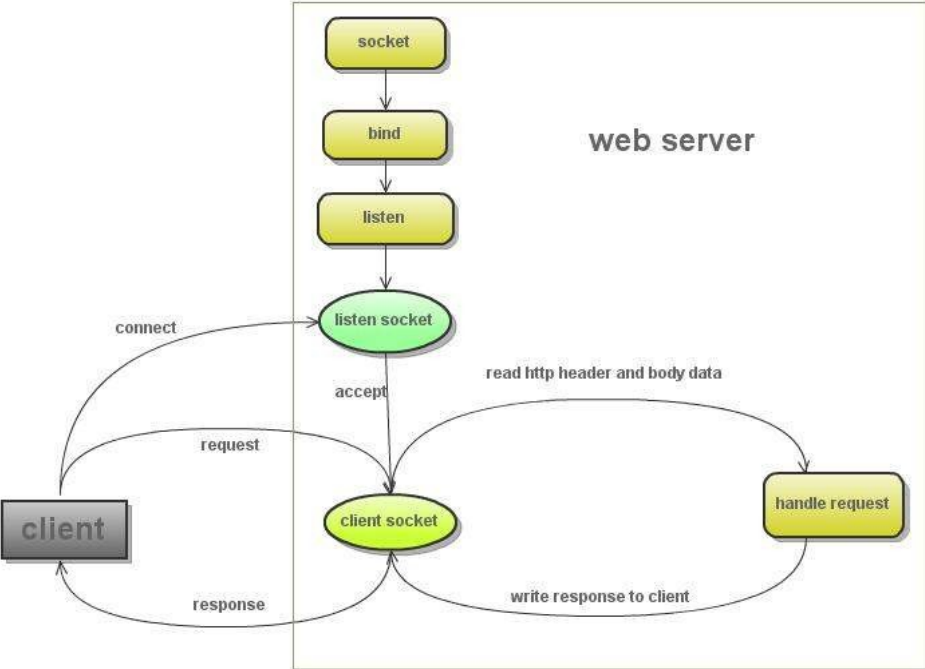 socket
bind
web server
listen
listen socket
connect
accept
read http header and body data
request
client
client socket
handle request
response
write response to client